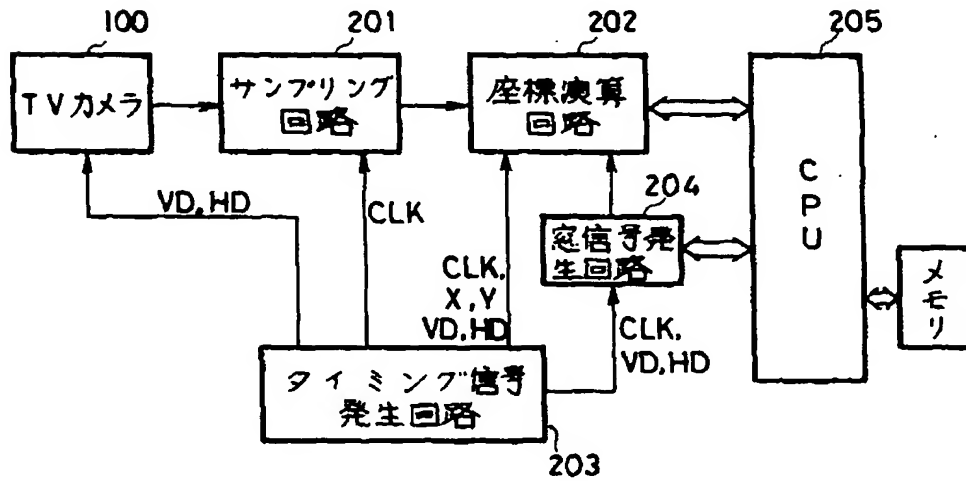 100
201
202
205
TVカメラ
サンプリング
回路
座標演算
回路
C
P
U
204
VD,HD
CLK
窓信号発
生回路
CLK,
X,Y
VD,HD
CLK,
VD,HD
メモリ
タイミング信号
発生回路
203